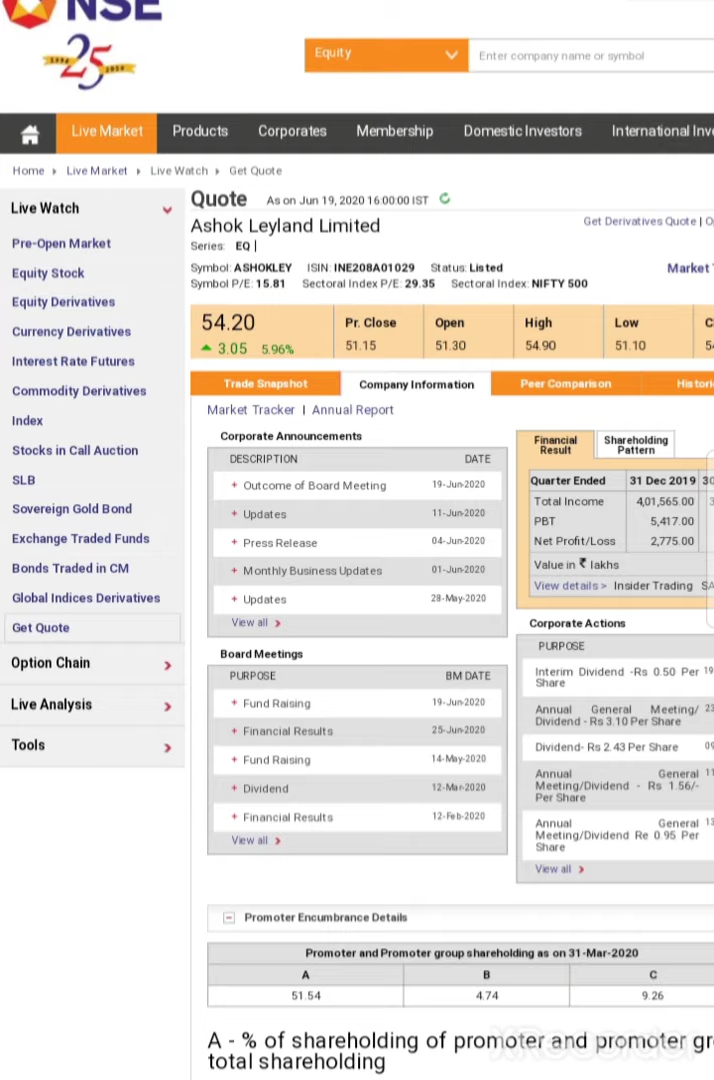 NSE
25
Equity
Enter company name or symbol
Live Market
Products
Corporates
Membership
Domestic Investors
International Inve
Home
Live Market
Live Watch
Get Quote
Live Watch
Pre-Open Market
Equity Stock
Equity Derivatives
Currency Derivatives
Interest Rate Futures
Commodity Derivatives
Index
Stocks in Call Auction
SLB
Sovereign Gold Bond
Exchange Traded Funds
Bonds Traded in CM
Global Indices Derivatives
Get Quote
Option Chain
Live Analysis
Tools
Quote As on Jun 19, 2020 16:00:00 IST
Ashok Leyland Limited
Get Derivatives Quote | O
Series: EQ |
Symbol: ASHOKLEY ISIN: INE208A01029 Status: Listed
Market
Symbol P/E: 15.81 Sectoral Index P/E: 29.35 Sectoral Index: NIFTY 500
54.20 Pr. Close Open High Low C
3.05 5.96% 51.15 51.30 54.90 51.10 54
Trade Snapshot
Company Information
Peer Comparison
Histori
Market Tracker | Annual Report
Corporate Announcements
DESCRIPTION DATE
+ Outcome of Board Meeting 19-Jun-2020
+ Updates 11-Jun-2020
+ Press Release 04-Jun-2020
+ Monthly Business Updates 01-Jun-2020
+ Updates 28-May-2020
View all
Board Meetings
PURPOSE BM DATE
+ Fund Raising 19-Jun-2020
+ Financial Results 25-Jun-2020
+ Fund Raising 14-May-2020
+ Dividend 12-Mar-2020
+ Financial Results 12-Feb-2020
View all
Financial Result
Shareholding Pattern
Quarter Ended 31 Dec 2019 30
Total Income 4,01,565.00 3
PBT 5,417.00
Net Profit/Loss 2,775.00
Value in ₹ lakhs
View details > Insider Trading SA
Corporate Actions
PURPOSE
Interim Dividend -Rs 0.50 Per 19
Share
Annual General Meeting/ 23
Dividend - Rs 3.10 Per Share
Dividend- Rs 2.43 Per Share 09
Annual General 11
Meeting/Dividend - Rs 1.56/-
Per Share
Annual General 13
Meeting/Dividend Re 0.95 Per
Share
View all
Promoter Encumbrance Details
Promoter and Promoter group shareholding as on 31-Mar-2020
A B C
51.54 4.74 9.26
A - % of shareholding of promoter and promoter gr
total shareholding
XRecorder